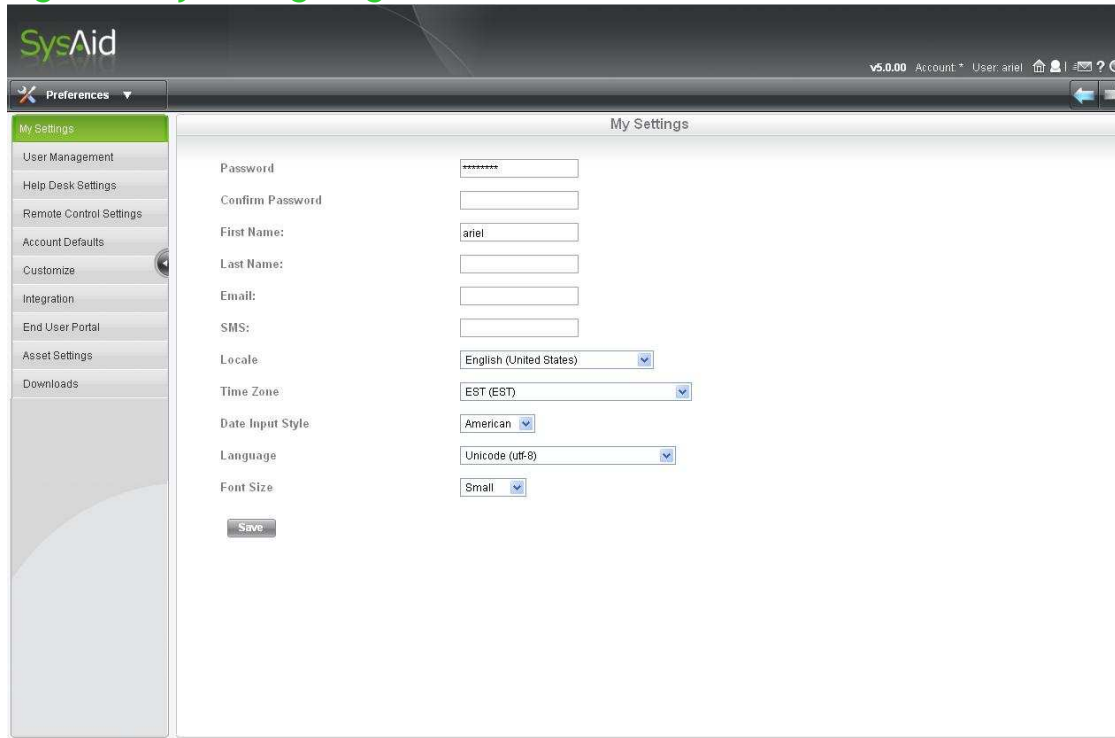 SysAid
v5.0.00 Account:* User: ariel ?
Preferences
My Settings
My Settings
User Management
Help Desk Settings
Remote Control Settings
Account Defaults
Customize
Integration
End User Portal
Asset Settings
Downloads
Password ********
Confirm Password
First Name: ariel
Last Name:
Email:
SMS:
Locale English (United States)
Time Zone EST (EST)
Date Input Style American
Language Unicode (utf-8)
Font Size Small
Save